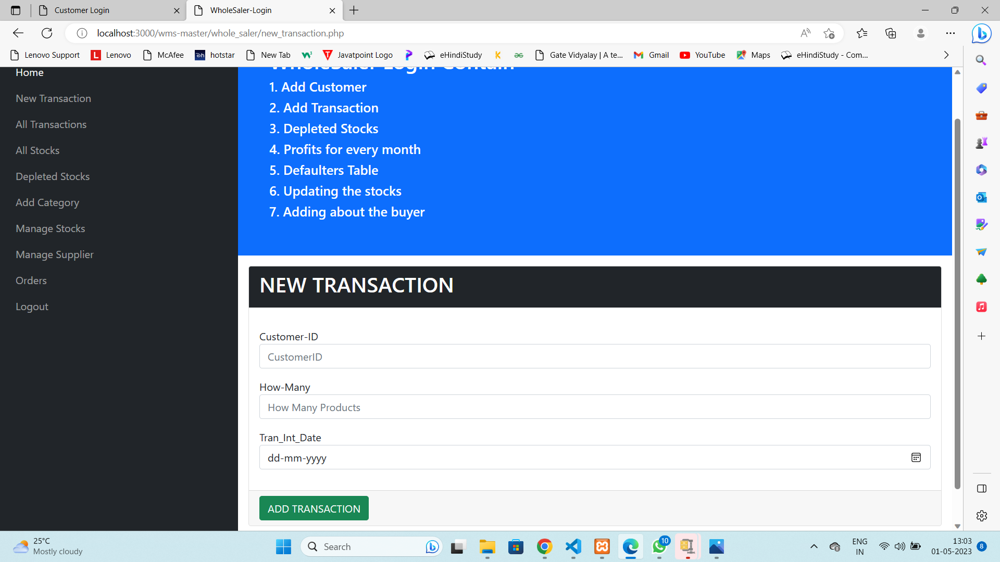 Customer Login
WholeSaler-Login
localhost:3000/wms-master/whole_saler/new_transaction.php
Lenovo Support
Lenovo
McAfee
hotstar
New Tab
Javatpoint Logo
eHindiStudy
Gate Vidyalay | A te...
Gmail
YouTube
Maps
eHindiStudy - Com...
Home
New Transaction
All Transactions
All Stocks
Depleted Stocks
Add Category
Manage Stocks
Manage Supplier
Orders
Logout
WholeSaler Login Contain
1. Add Customer
2. Add Transaction
3. Depleted Stocks
4. Profits for every month
5. Defaulters Table
6. Updating the stocks
7. Adding about the buyer
NEW TRANSACTION
Customer-ID
CustomerID
How-Many
How Many Products
Tran_Int_Date
dd-mm-yyyy
ADD TRANSACTION
25°C
Mostly cloudy
Search
10
ENG
IN
13:03
01-05-2023
8